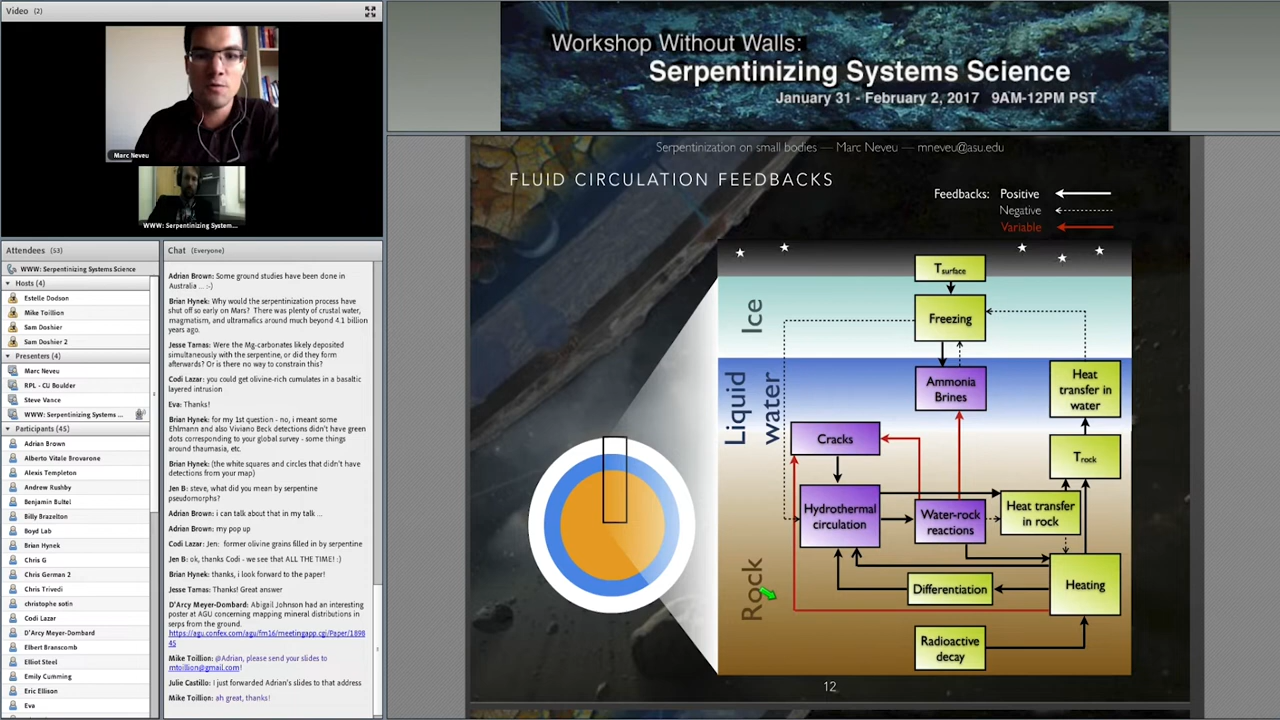 Video (2)
Marc Neveu
WWW: Serpentinizing System...
Attendees (53)
WWW: Serpentinizing Systems Science
Hosts (4)
Estelle Dodson
Mike Toillion
Sam Doshier
Sam Doshier 2
Presenters (4)
Marc Neveu
RPL - CU Boulder
Steve Vance
WWW: Serpentinizing Systems ...
Participants (45)
Adrian Brown
Alberto Vitale Brovarone
Alexis Templeton
Andrew Rushby
Benjamin Bultel
Billy Brazelton
Boyd Lab
Brian Hynek
Chris G
Chris German 2
Chris Trivedi
christophe sotin
Codi Lazar
D'Arcy Meyer-Dombard
Elbert Branscomb
Elliot Steel
Emily Cumming
Eric Ellison
Eva
Chat (Everyone)
Adrian Brown: Some ground studies have been done in
Australia ... :-)
Brian Hynek: Why would the serpentinization process have
shut off so early on Mars? There was plenty of crustal water,
magmatism, and ultramafics around much beyond 4.1 billion
years ago.
Jesse Tarnas: Were the Mg-carbonates likely deposited
simultaneously with the serpentine, or did they form
afterwards? Or is there no way to constrain this?
Codi Lazar: you could get olivine-rich cumulates in a basaltic
layered intrusion
Eva: Thanks!
Brian Hynek: for my 1st question - no, i meant some
Ehlmann and also Viviano Beck detections didn't have green
dots corresponding to your global survey - some things
around thaumasia, etc.
Brian Hynek: (the white squares and circles that didn't have
detections from your map)
Jen B: steve, what did you mean by serpentine
pseudomorphs?
Adrian Brown: i can talk about that in my talk ...
Adrian Brown: my pop up
Codi Lazar: Jen: former olivine grains filled in by serpentine
Jen B: ok, thanks Codi - we see that ALL THE TIME! :)
Brian Hynek: thanks, i look forward to the paper!
Jesse Tarnas: Thanks! Great answer
D'Arcy Meyer-Dombard: Abigail Johnson had an interesting
poster at AGU concerning mapping mineral distributions in
serps from the ground.
https://agu.confex.com/agu/fm16/meetingapp.cgi/Paper/1898
45
Mike Toillion: @Adrian, please send your slides to
mtoillion@gmail.com!
Julie Castillo: I just forwarded Adrian's slides to that address
Mike Toillion: ah great, thanks!
Workshop Without Walls:
Serpentinizing Systems Science
January 31 - February 2, 2017 9AM-12PM PST
Serpentinization on small bodies — Marc Neveu — mneveu@asu.edu
FLUID CIRCULATION FEEDBACKS
Feedbacks: Positive
Negative
Variable
Ice
Liquid
water
Rock
Tsurface
Freezing
Ammonia
Brines
Heat
transfer in
water
Cracks
Trock
Hydrothermal
circulation
Water-rock
reactions
Heat transfer
in rock
Differentiation
Heating
Radioactive
decay
12